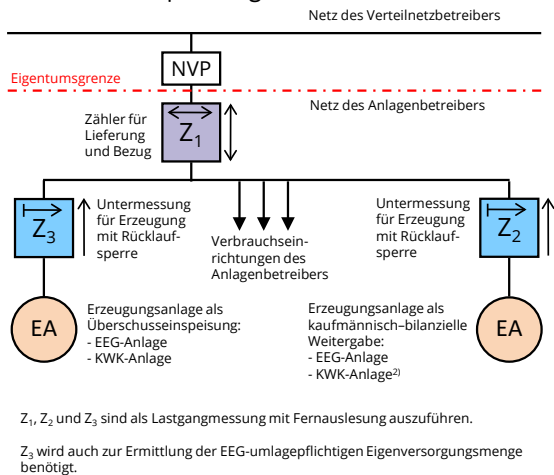 Netz des Verteilnetzbetreibers
NVP
Eigentumsgrenze
Netz des Anlagenbetreibers
Zähler für
Lieferung
und Bezug
Z1
Untermessung
für Erzeugung
mit Rücklauf-
sperre
Z3
Verbrauchsein-
richtungen des
Anlagenbetreibers
Untermessung
für Erzeugung
mit Rücklauf-
sperre
Z2
EA
Erzeugungsanlage als
Überschusseinspeisung:
- EEG-Anlage
- KWK-Anlage
Erzeugungsanlage als
kaufmännisch–bilanzielle
Weitergabe:
- EEG-Anlage
- KWK-Anlage2)
EA
Z1, Z2 und Z3 sind als Lastgangmessung mit Fernauslesung auszuführen.
Z3 wird auch zur Ermittlung der EEG-umlagepflichtigen Eigenversorgungsmenge
benötigt.